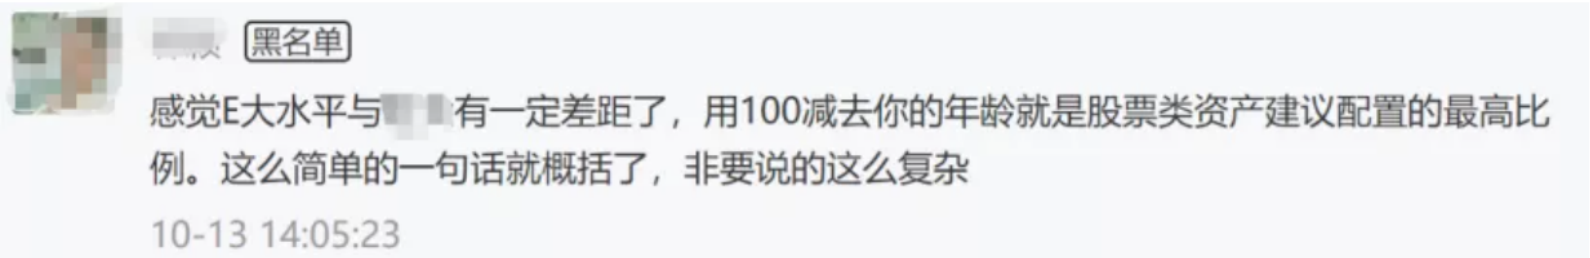 黑名单
感觉E大水平与有一定差距了，用100减去你的年龄就是股票类资产建议配置的最高比
例。这么简单的一句话就概括了，非要说的这么复杂
10-13 14:05:23